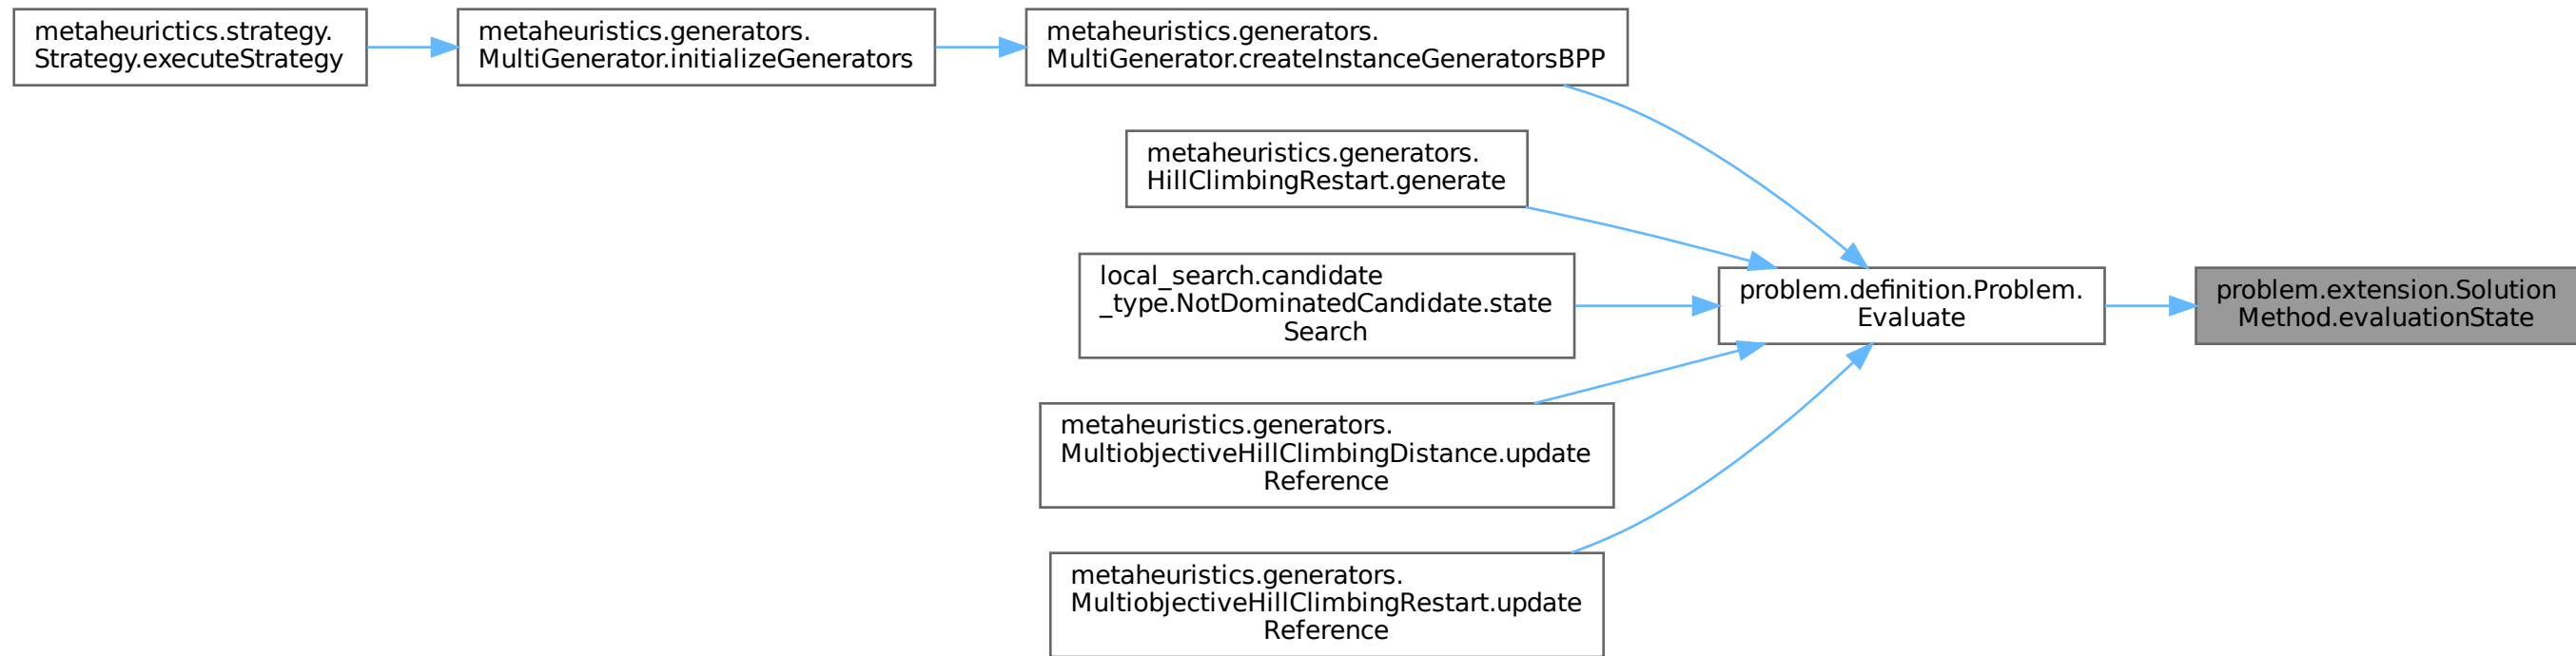 metaheurictics.strategy.
Strategy.executeStrategy
metaheuristics.generators.
MultiGenerator.initializeGenerators
metaheuristics.generators.
MultiGenerator.createInstanceGeneratorsBPP
metaheuristics.generators.
HillClimbingRestart.generate
local_search.candidate
_type.NotDominatedCandidate.state
Search
metaheuristics.generators.
MultiobjectiveHillClimbingDistance.update
Reference
metaheuristics.generators.
MultiobjectiveHillClimbingRestart.update
Reference
problem.definition.Problem.
Evaluate
problem.extension.Solution
Method.evaluationState